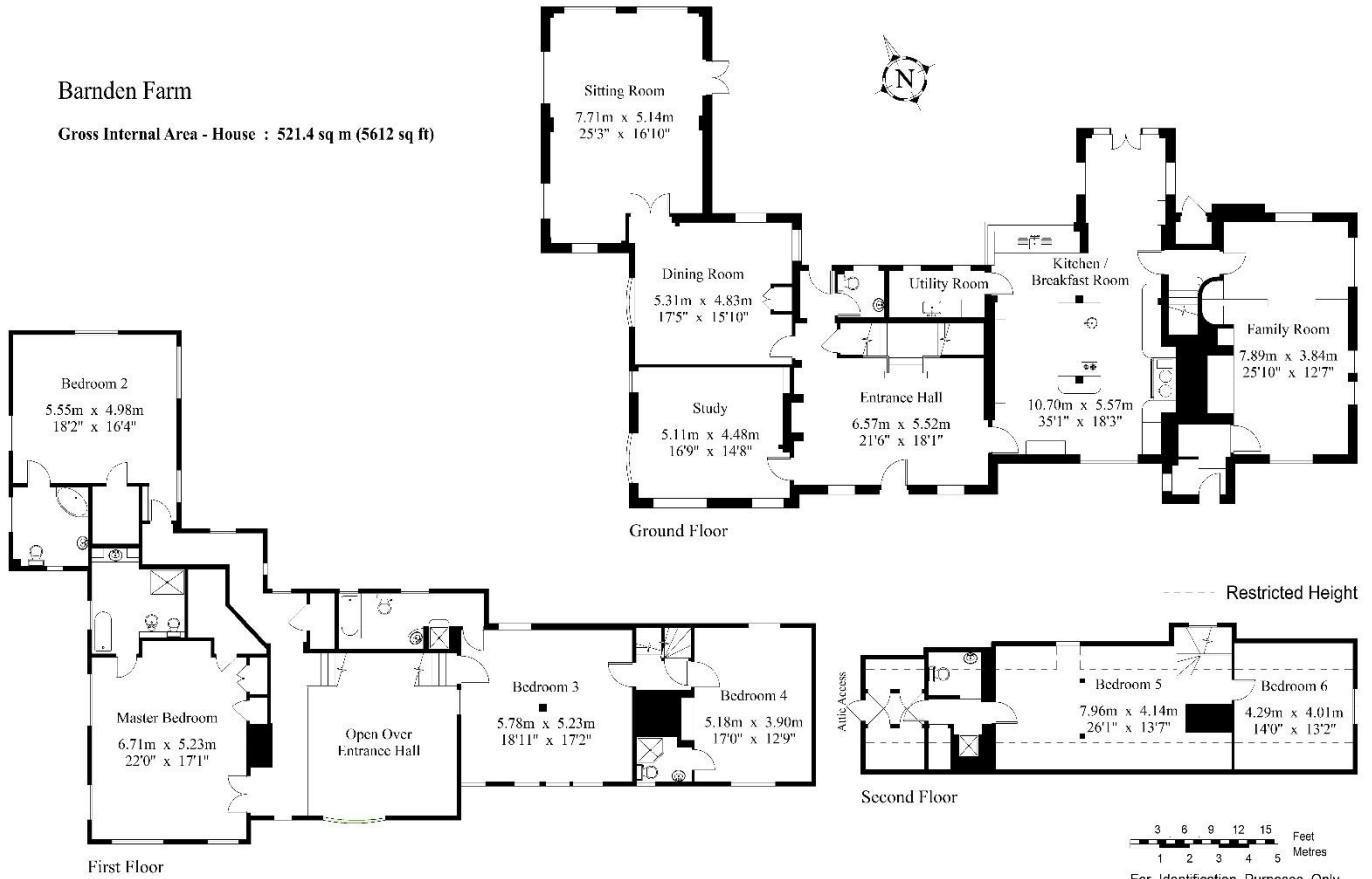 Barnden Farm
Gross Internal Area - House : 521.4 sq m (5612 sq ft)
N
Sitting Room
7.71m x 5.14m
25'3" x 16'10"
Dining Room
5.31m x 4.83m
17'5" x 15'10"
Utility Room
Kitchen /
Breakfast Room
10.70m x 5.57m
35'1" x 18'3"
Family Room
7.89m x 3.84m
25'10" x 12'7"
Study
5.11m x 4.48m
16'9" x 14'8"
Entrance Hall
6.57m x 5.52m
21'6" x 18'1"
Ground Floor
Bedroom 2
5.55m x 4.98m
18'2" x 16'4"
Master Bedroom
6.71m x 5.23m
22'0" x 17'1"
Open Over
Entrance Hall
Bedroom 3
5.78m x 5.23m
18'11" x 17'2"
Bedroom 4
5.18m x 3.90m
17'0" x 12'9"
First Floor
Restricted Height
Attic Access
Bedroom 5
7.96m x 4.14m
26'1" x 13'7"
Bedroom 6
4.29m x 4.01m
14'0" x 13'2"
Second Floor
3 6 9 12 15 Feet
1 2 3 4 5 Metres
For Identification Purposes Only